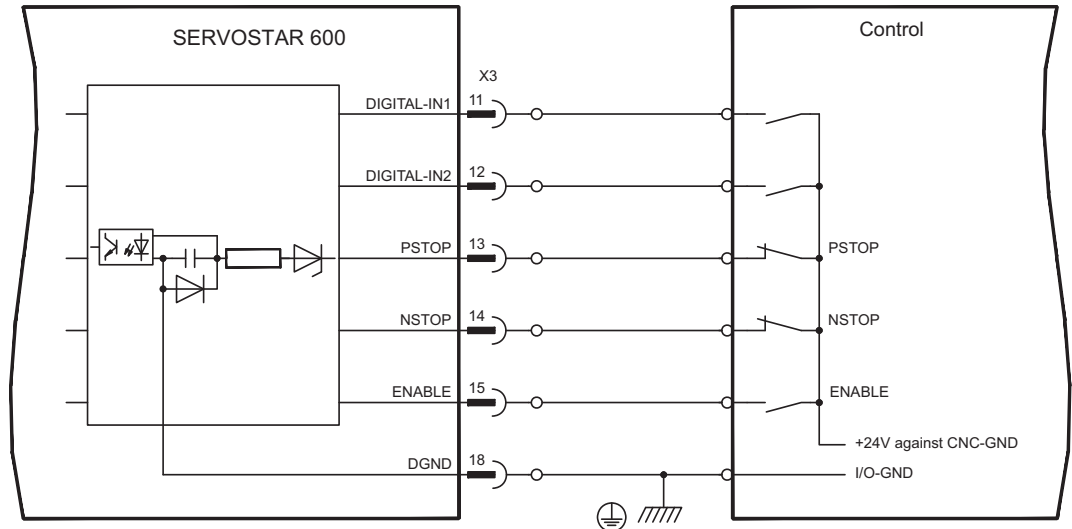 SERVOSTAR 600
Control
X3
DIGITAL-IN1 11
DIGITAL-IN2 12
PSTOP 13 PSTOP
NSTOP 14 NSTOP
ENABLE 15 ENABLE
+24V against CNC-GND
DGND 18 I/O-GND